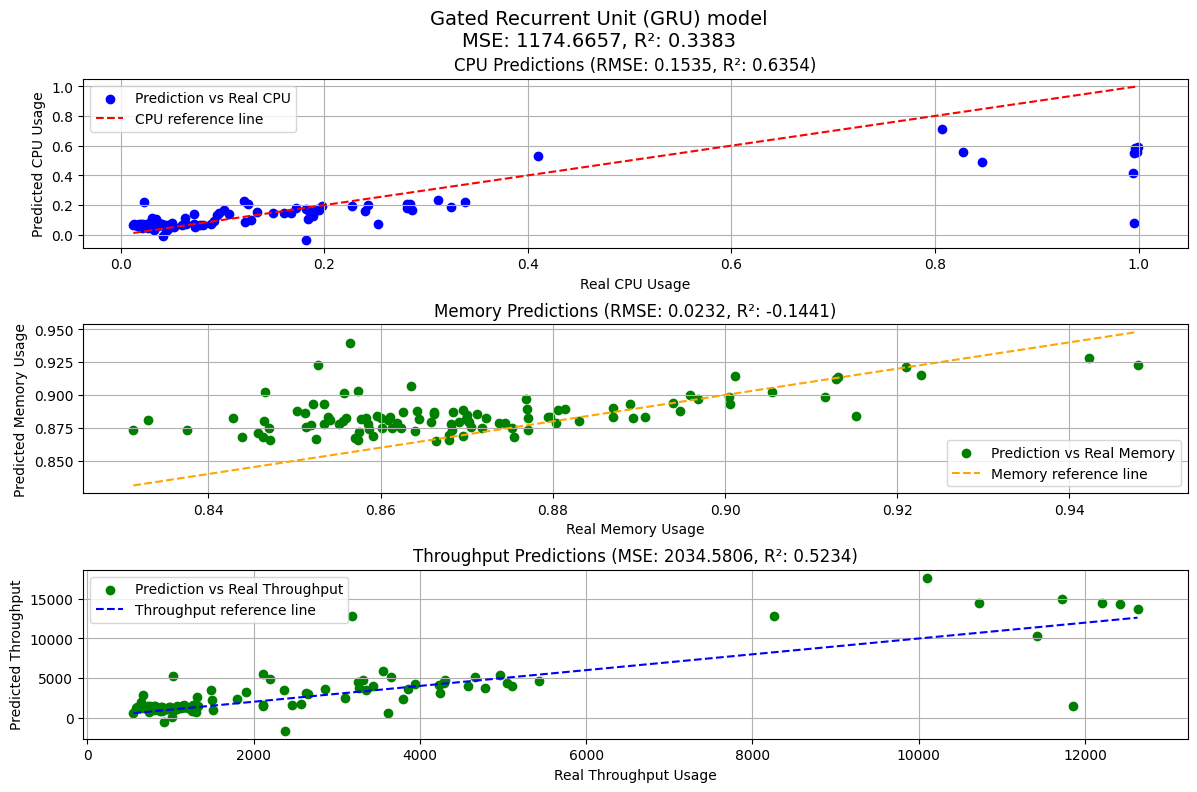 Gated Recurrent Unit (GRU) model
MSE: 1174.6657, R²: 0.3383
CPU Predictions (RMSE: 0.1535, R²: 0.6354)
Predicted CPU Usage
1.0
0.8
0.6
0.4
0.2
0.0
Prediction vs Real CPU
CPU reference line
0.0 0.2 0.4 0.6 0.8 1.0
Real CPU Usage
Memory Predictions (RMSE: 0.0232, R²: -0.1441)
Predicted Memory Usage
0.950
0.925
0.900
0.875
0.850
Prediction vs Real Memory
Memory reference line
0.84 0.86 0.88 0.90 0.92 0.94
Real Memory Usage
Throughput Predictions (MSE: 2034.5806, R²: 0.5234)
Predicted Throughput
15000
10000
5000
0
Prediction vs Real Throughput
Throughput reference line
0 2000 4000 6000 8000 10000 12000
Real Throughput Usage